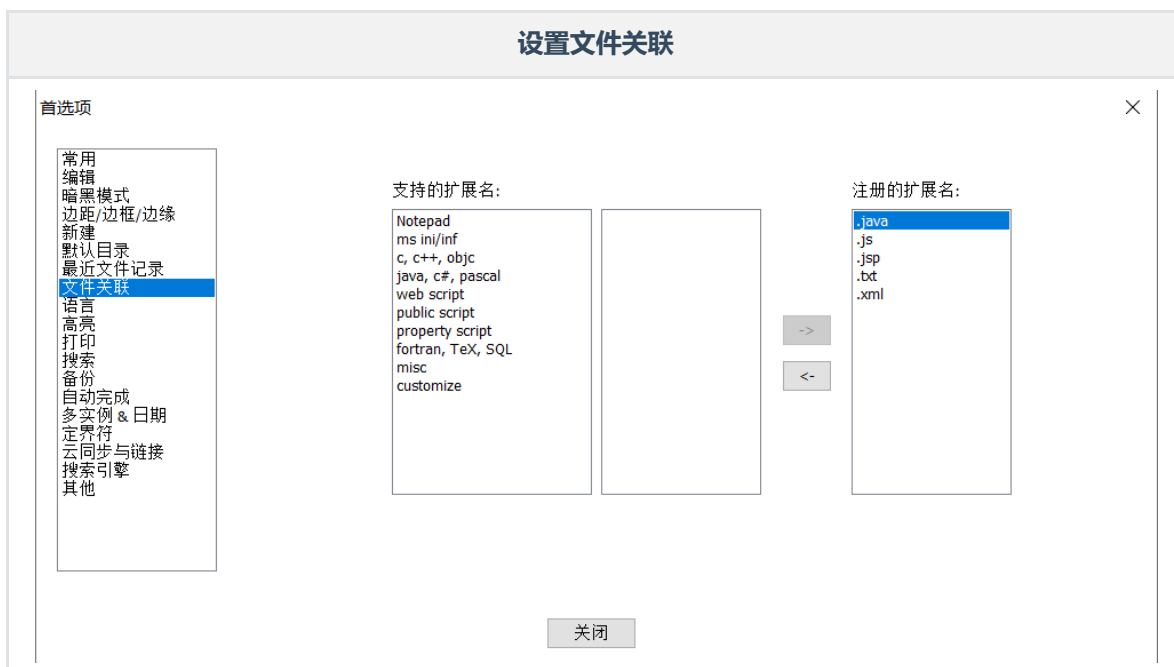 设置文件关联
首选项
常用
编辑
暗黑模式
边距/边框/边缘
新建
默认目录
最近文件记录
文件关联
语言
高亮
打印
搜索
备份
自动完成
多实例 & 日期
定界符
云同步与链接
搜索引擎
其他
支持的扩展名:
Notepad
ms ini/inf
c, c++, objc
java, c#, pascal
web script
public script
property script
fortran, TeX, SQL
misc
customize
->
<-
注册的扩展名:
.java
.js
.jsp
.txt
.xml
关闭